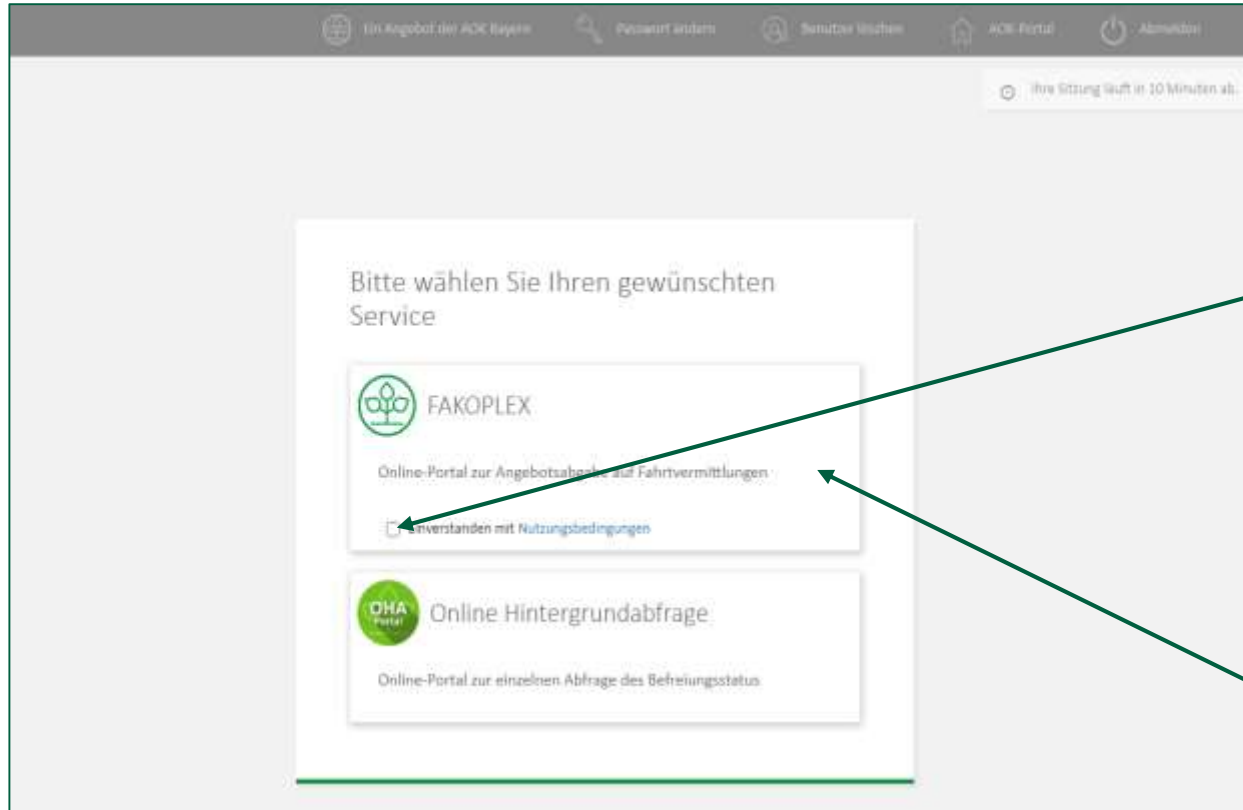 Ein Angebot der AOK Bayern
Passwort ändern
Benutzer löschen
AOK-Portal
Abmelden
Ihre Sitzung läuft in 10 Minuten ab.
Bitte wählen Sie Ihren gewünschten
Service
FAKOPLEX
Online-Portal zur Angebotsabgabe auf Fahrtvermittlungen
Einverstanden mit Nutzungsbedingungen
OHA
Portal
Online Hintergrundabfrage
Online-Portal zur einzelnen Abfrage des Befreiungsstatus